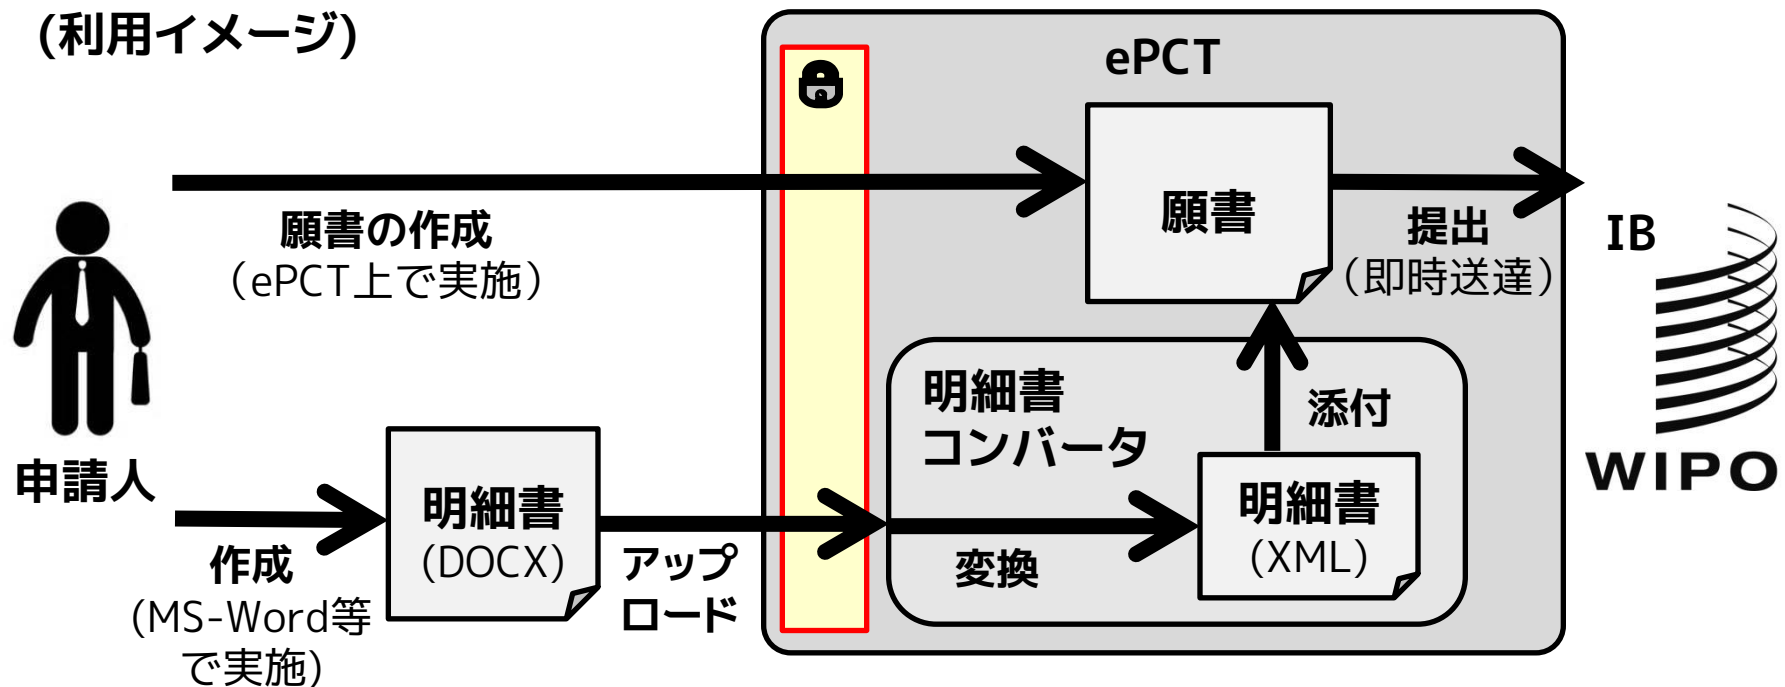 (利用イメージ)
ePCT
願書の作成
（ePCT上で実施）
願書
提出
（即時送達）
IB
WIPO
申請人
作成
(MS-Word等
で実施)
明細書
(DOCX)
アップ
ロード
明細書
コンバータ
変換
添付
明細書
(XML)